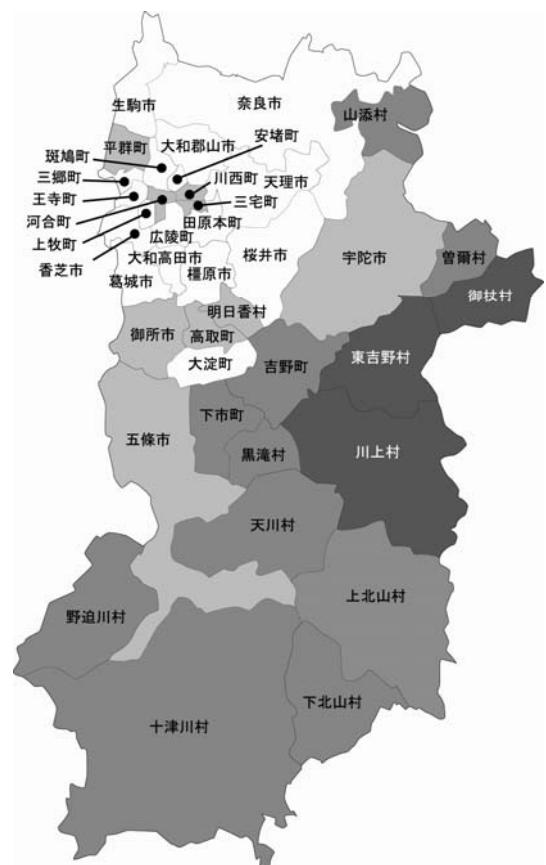 生駒市
奈良市
山添村
平群町
大和郡山市
安堵町
斑鳩町
三郷町
川西町
天理市
王寺町
三宅町
河合町
田原本町
上牧町
広陵町
香芝市
大和高田市
桜井市
宇陀市
曽爾村
葛城市
橿原市
御杖村
明日香村
御所市
高取町
東吉野村
大淀町
吉野町
下市町
五條市
黒滝村
川上村
天川村
上北山村
野迫川村
下北山村
十津川村